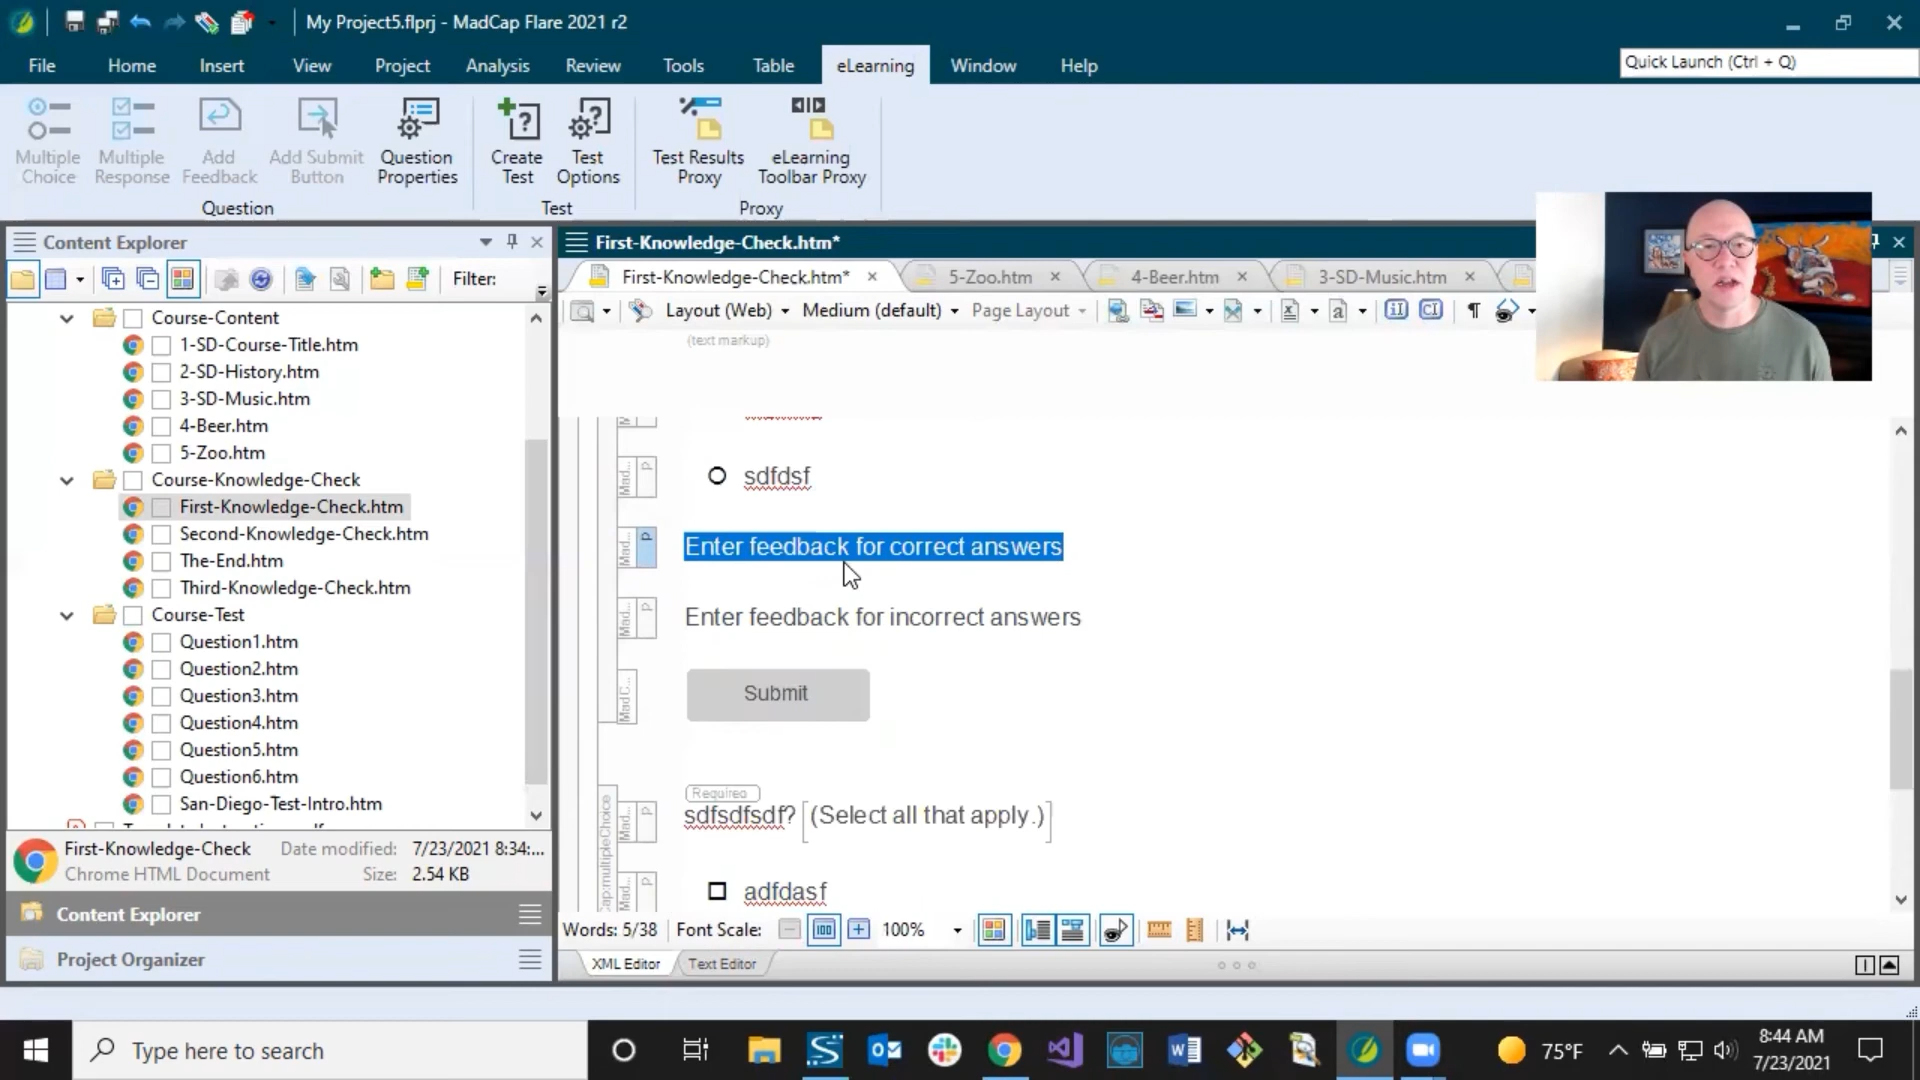 My Project5.flprj - MadCap Flare 2021 r2
File Home Insert View Project Analysis Review Tools Table eLearning Window Help
Quick Launch (Ctrl + Q)
Multiple Choice
Multiple Response
Add Feedback
Add Submit Button
Question Properties
Create Test
Test Options
Test Results Proxy
eLearning Toolbar Proxy
Question
Test
Proxy
Content Explorer
Filter:
Course-Content
1-SD-Course-Title.htm
2-SD-History.htm
3-SD-Music.htm
4-Beer.htm
5-Zoo.htm
Course-Knowledge-Check
First-Knowledge-Check.htm
Second-Knowledge-Check.htm
The-End.htm
Third-Knowledge-Check.htm
Course-Test
Question1.htm
Question2.htm
Question3.htm
Question4.htm
Question5.htm
Question6.htm
San-Diego-Test-Intro.htm
First-Knowledge-Check Date modified: 7/23/2021 8:34:...
Chrome HTML Document Size: 2.54 KB
Content Explorer
Project Organizer
First-Knowledge-Check.htm*
First-Knowledge-Check.htm* 5-Zoo.htm 4-Beer.htm 3-SD-Music.htm
Layout (Web) Medium (default) Page Layout
(text markup)
Mad... p sdfdsf
Mad... p Enter feedback for correct answers
Mad... p Enter feedback for incorrect answers
MadC... Submit
Required
Mad... p sdfsdfsdf? (Select all that apply.)
Cap:multipleChoice
Mad... p adfdasf
Words: 5/38 Font Scale: 100 100%
XML Editor Text Editor
Type here to search
75°F
8:44 AM
7/23/2021